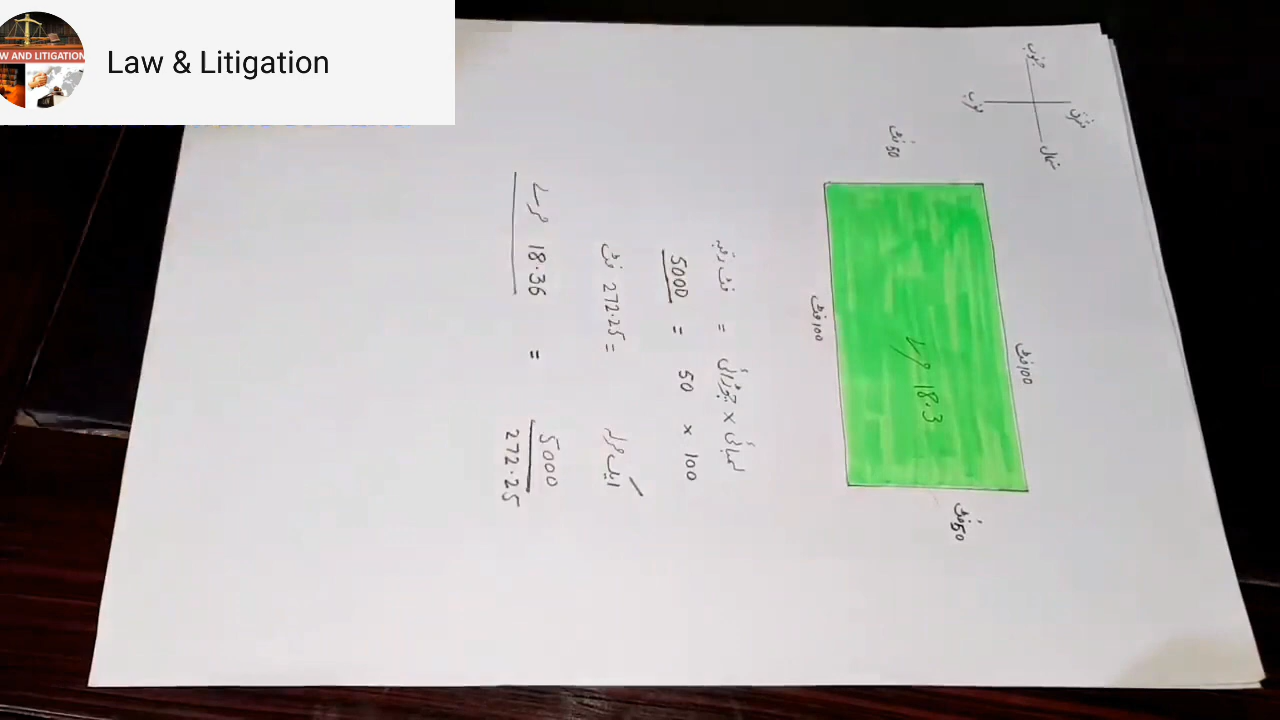 Law & Litigation
W AND LITIGATION
جنوب
مشرق
مغرب
شمال
50 فٹ
100 فٹ
18.3 مرلے
100 فٹ
50 فٹ
لمبائی x چوڑائی = فٹ رقبہ
100 x 50 = 5000
ایک مرلہ = 272.25 فٹ
5000 / 272.25 = 18.36 مرلے